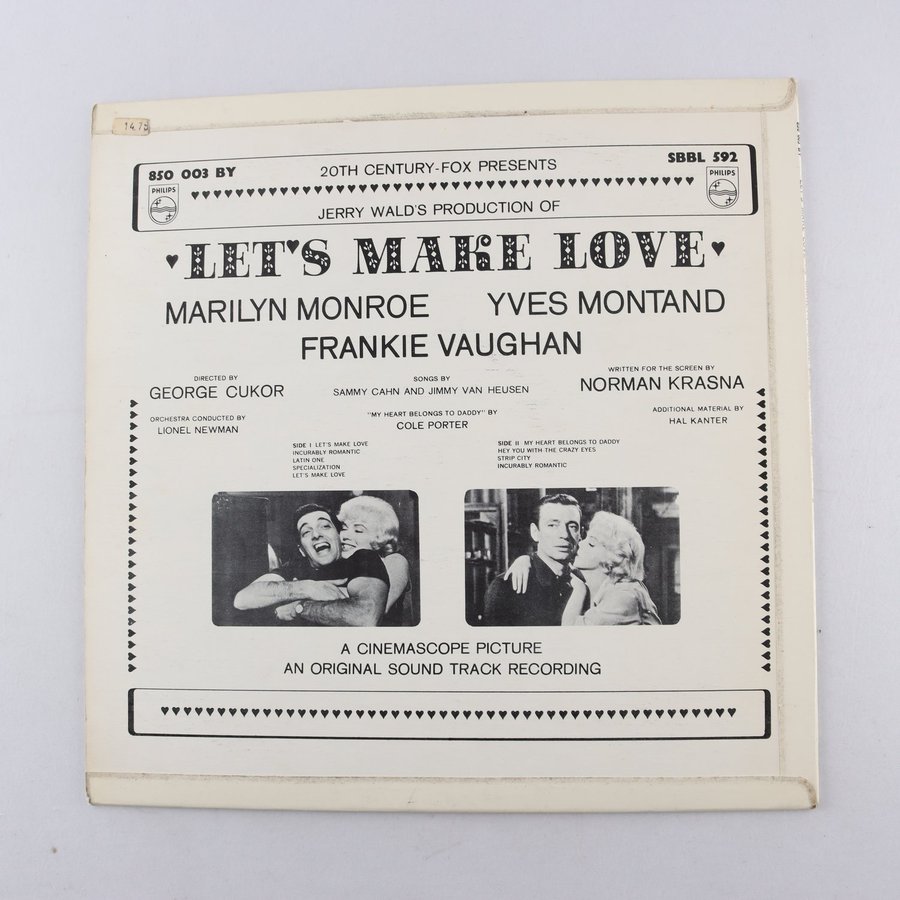 14.75
850 003 BY
20TH CENTURY-FOX PRESENTS
SBBL 592
PHILIPS
PHILIPS
JERRY WALD'S PRODUCTION OF
LET'S MAKE LOVE
MARILYN MONROE YVES MONTAND
FRANKIE VAUGHAN
DIRECTED BY
GEORGE CUKOR
SONGS BY
SAMMY CAHN AND JIMMY VAN HEUSEN
WRITTEN FOR THE SCREEN BY
NORMAN KRASNA
ORCHESTRA CONDUCTED BY
LIONEL NEWMAN
"MY HEART BELONGS TO DADDY" BY
COLE PORTER
ADDITIONAL MATERIAL BY
HAL KANTER
SIDE I LET'S MAKE LOVE
INCURABLY ROMANTIC
LATIN ONE
SPECIALIZATION
LET'S MAKE LOVE
SIDE II MY HEART BELONGS TO DADDY
HEY YOU WITH THE CRAZY EYES
STRIP CITY
INCURABLY ROMANTIC
A CINEMASCOPE PICTURE
AN ORIGINAL SOUND TRACK RECORDING